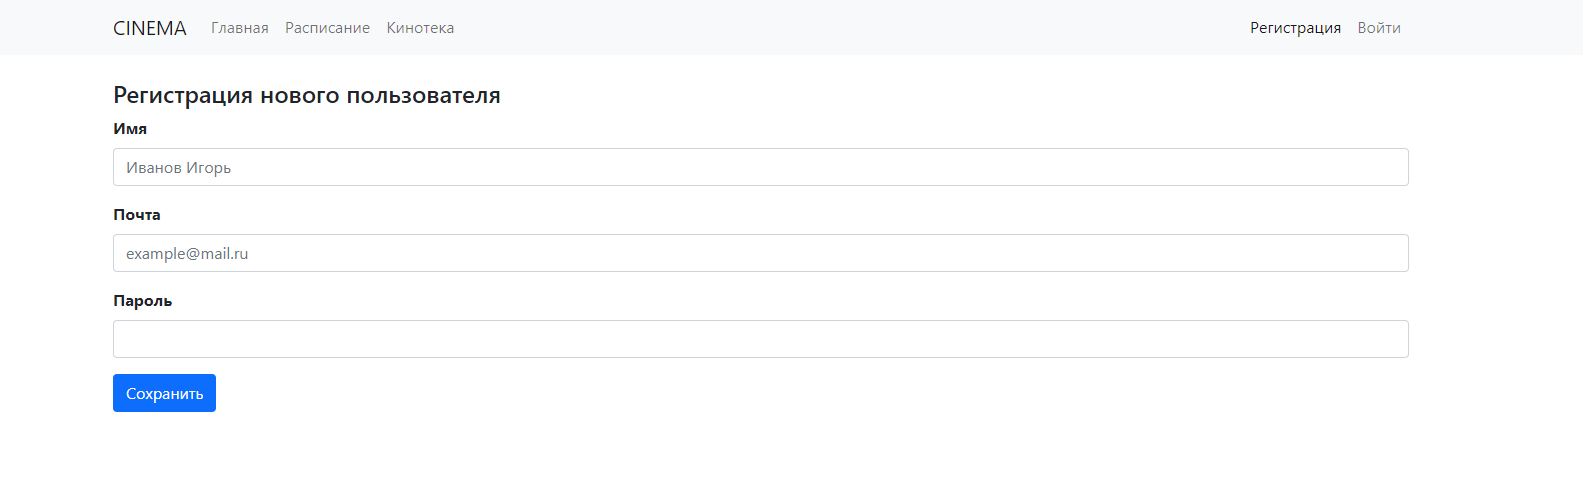 CINEMA Главная Расписание Кинотека Регистрация Войти
Регистрация нового пользователя
Имя
Иванов Игорь
Почта
example@mail.ru
Пароль
Сохранить